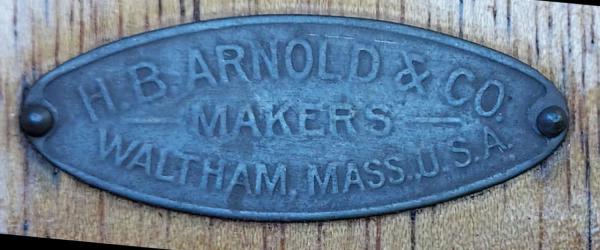 H.B. ARNOLD & CO.
MAKERS
WALTHAM, MASS., U.S.A.